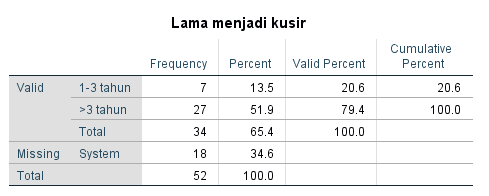 Lama menjadi kusir
Frequency Percent Valid Percent Cumulative Percent
Valid 1-3 tahun 7 13.5 20.6 20.6
>3 tahun 27 51.9 79.4 100.0
Total 34 65.4 100.0
Missing System 18 34.6
Total 52 100.0